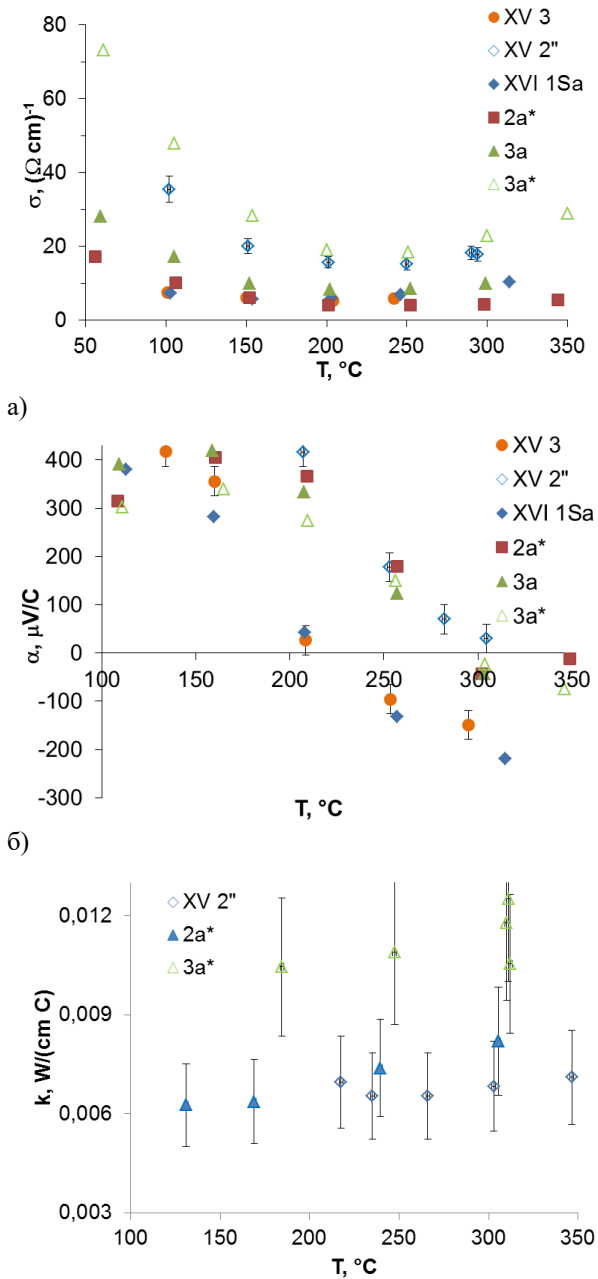 80
60
40
20
0
σ, (Ω cm)⁻¹
50 100 150 200 250 300 350
T, °C
XV 3
XV 2"
XVI 1Sa
2a*
3a
3a*
а)
400
300
200
100
0
-100
-200
-300
α, μV/C
100 150 200 250 300 350
T, °C
XV 3
XV 2"
XVI 1Sa
2a*
3a
3a*
б)
0,012
0,009
0,006
0,003
k, W/(cm C)
100 150 200 250 300 350
T, °C
XV 2"
2a*
3a*